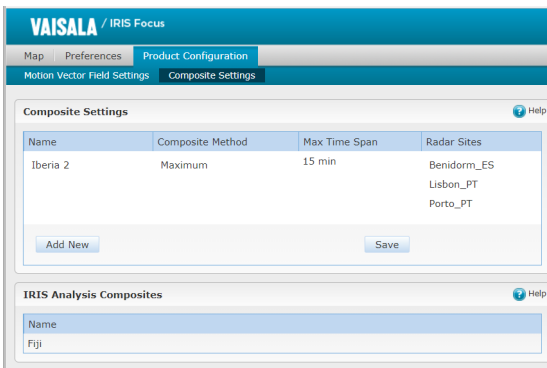 VAISALA / IRIS Focus
Map Preferences Product Configuration
Motion Vector Field Settings Composite Settings
Composite Settings ? Help
Name Composite Method Max Time Span Radar Sites
Iberia 2 Maximum 15 min Benidorm_ES
Lisbon_PT
Porto_PT
Add New Save
IRIS Analysis Composites ? Help
Name
Fiji